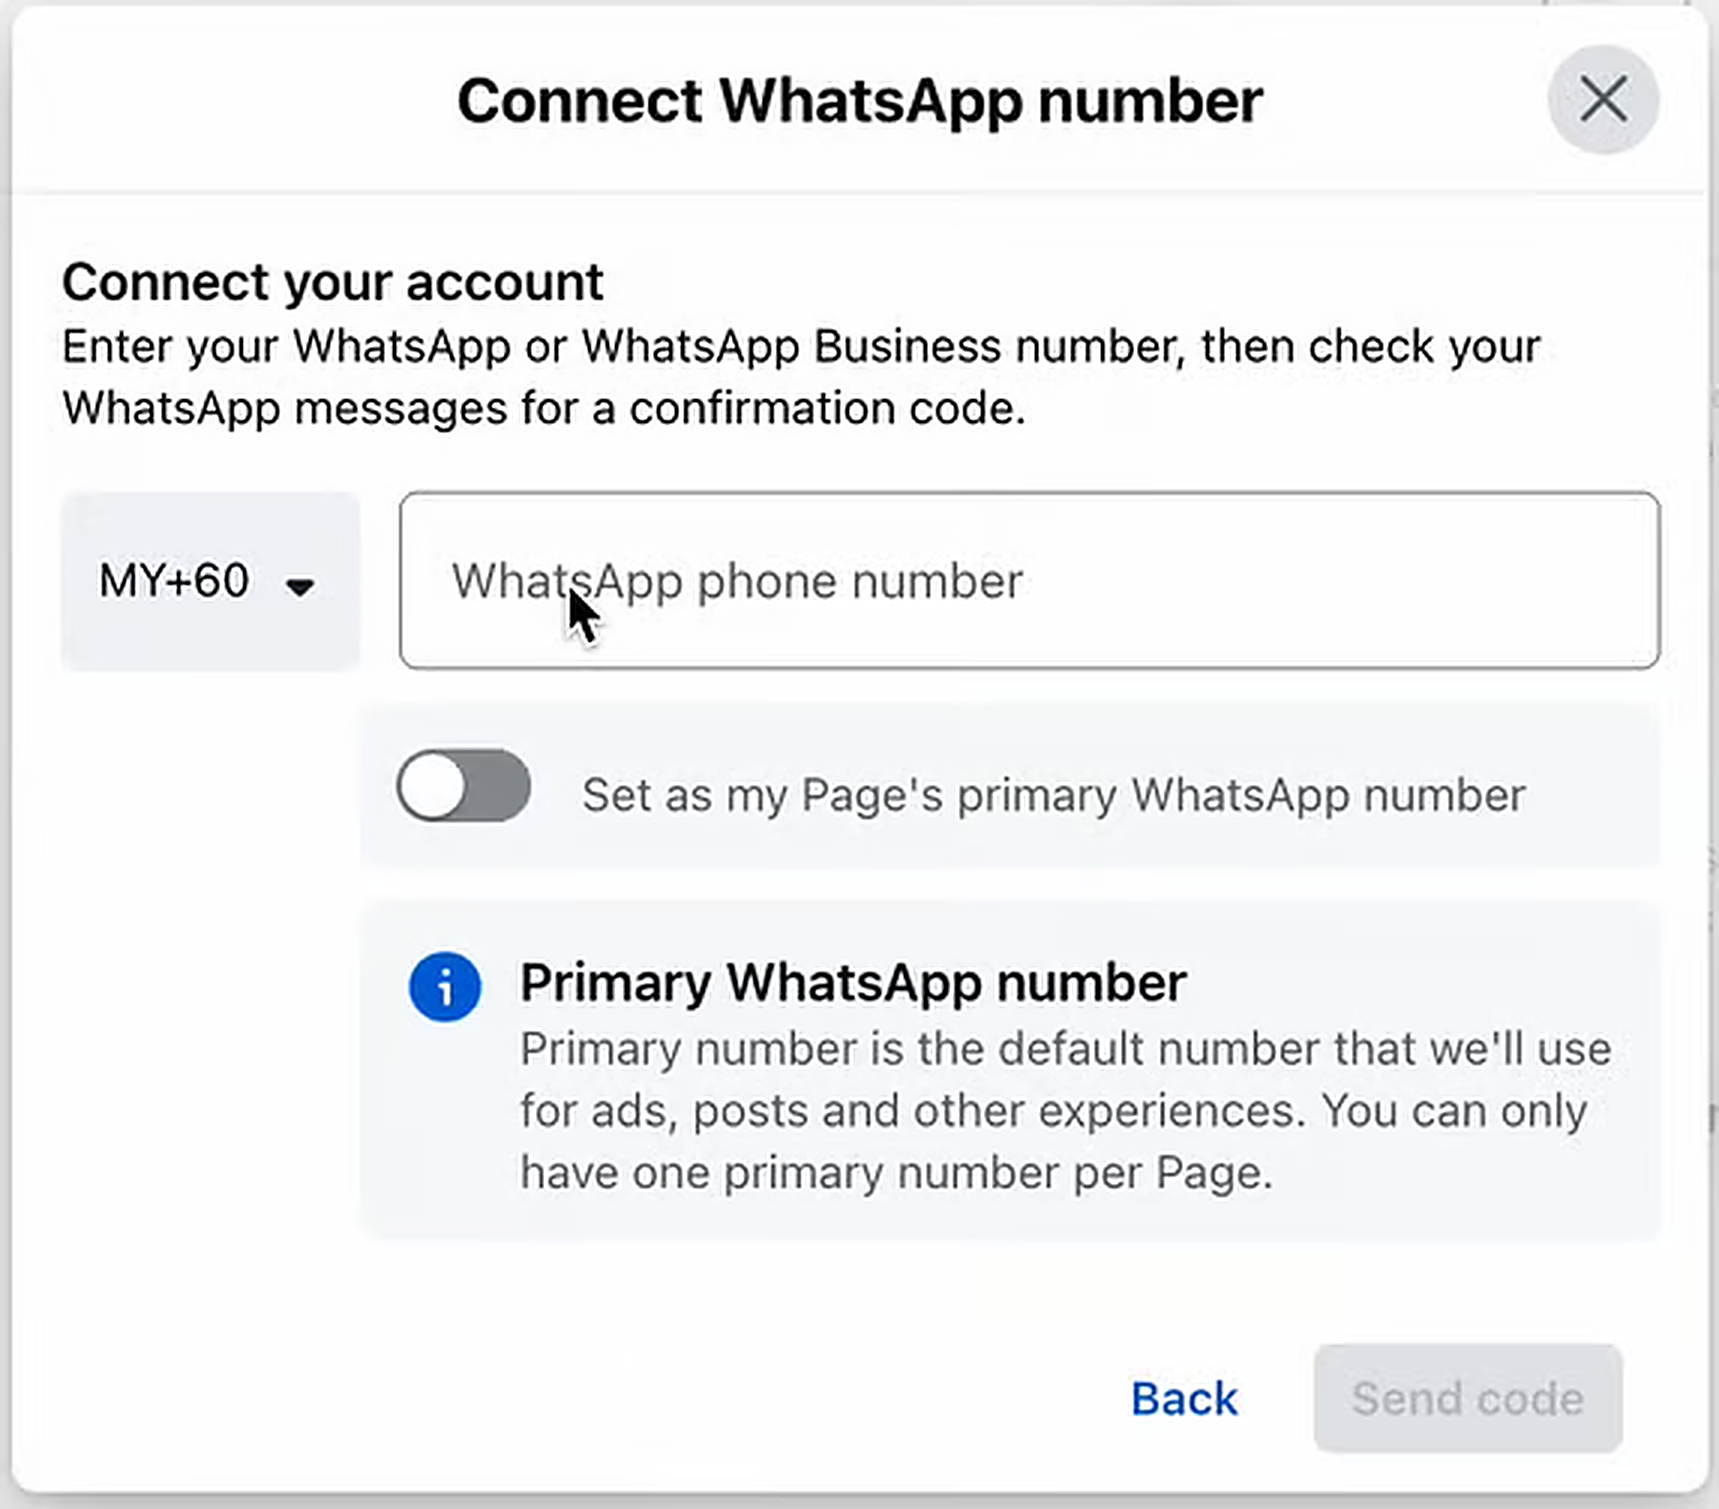 Connect WhatsApp number
Connect your account
Enter your WhatsApp or WhatsApp Business number, then check your
WhatsApp messages for a confirmation code.
MY+60
WhatsApp phone number
Set as my Page's primary WhatsApp number
Primary WhatsApp number
Primary number is the default number that we'll use
for ads, posts and other experiences. You can only
have one primary number per Page.
Back
Send code